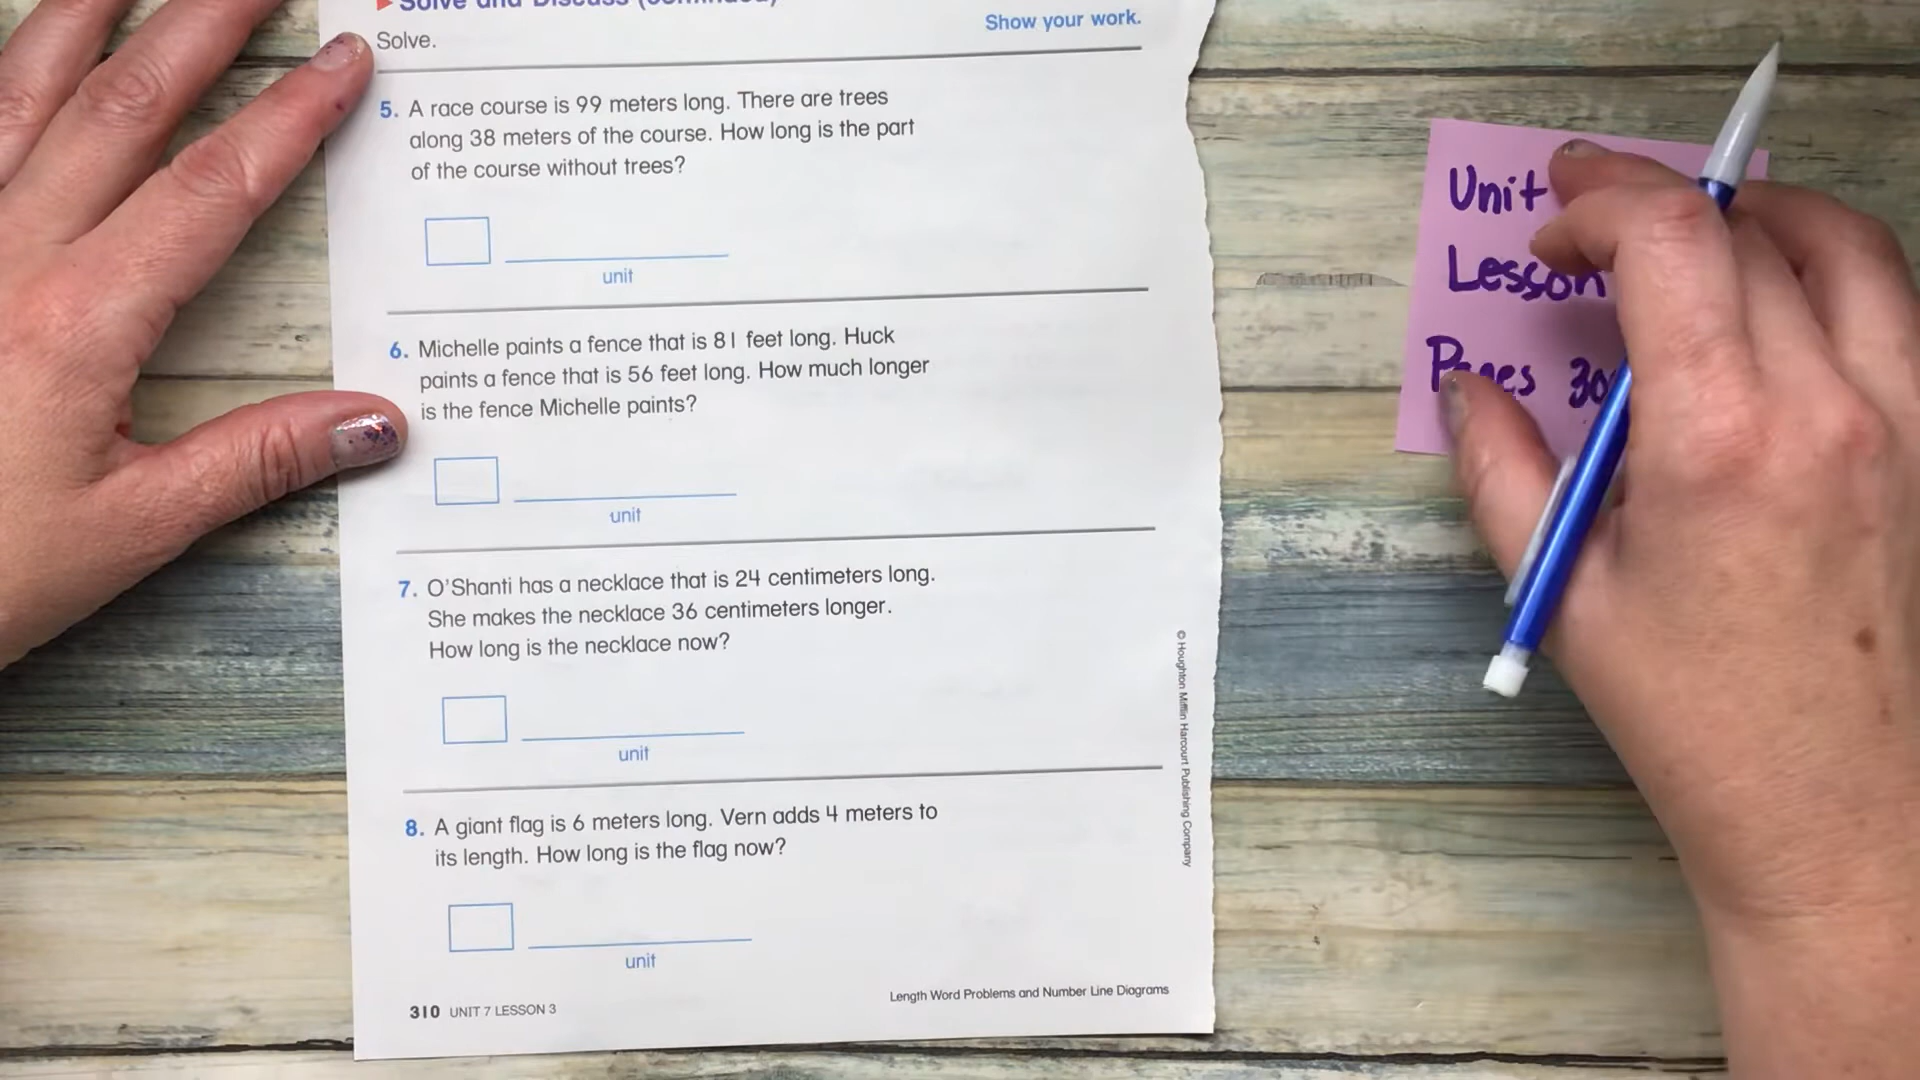 Solve and Discuss (continued)
Show your work.
Solve.
5. A race course is 99 meters long. There are trees
along 38 meters of the course. How long is the part
of the course without trees?
unit
6. Michelle paints a fence that is 81 feet long. Huck
paints a fence that is 56 feet long. How much longer
is the fence Michelle paints?
unit
7. O'Shanti has a necklace that is 24 centimeters long.
She makes the necklace 36 centimeters longer.
How long is the necklace now?
unit
8. A giant flag is 6 meters long. Vern adds 4 meters to
its length. How long is the flag now?
unit
310 UNIT 7 LESSON 3
Length Word Problems and Number Line Diagrams
© Houghton Mifflin Harcourt Publishing Company
Unit
Lesson
Pages